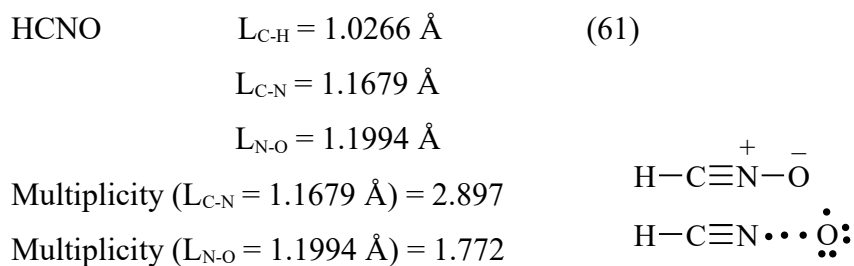 HCNO L_C-H = 1.0266 Å (61)
L_C-N = 1.1679 Å
L_N-O = 1.1994 Å
Multiplicity (L_C-N = 1.1679 Å) = 2.897
Multiplicity (L_N-O = 1.1994 Å) = 1.772
+ −
H−C≡N−O
H−C≡N•••O